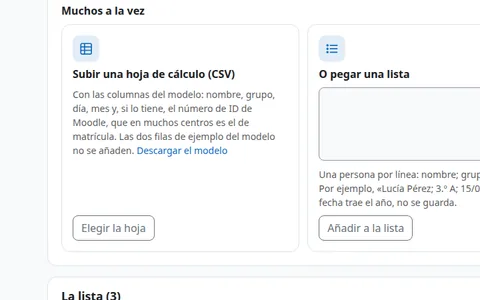 Muchos a la vez
Subir una hoja de cálculo (CSV)
Con las columnas del modelo: nombre, grupo,
día, mes y, si lo tiene, el número de ID de
Moodle, que en muchos centros es el de
matrícula. Las dos filas de ejemplo del modelo
no se añaden. Descargar el modelo
Elegir la hoja
O pegar una lista
Una persona por línea: nombre;
Por ejemplo, «Lucía Pérez; 3.º A;
fecha trae el año, no se guarda.
Añadir a la lista
La lista (3)